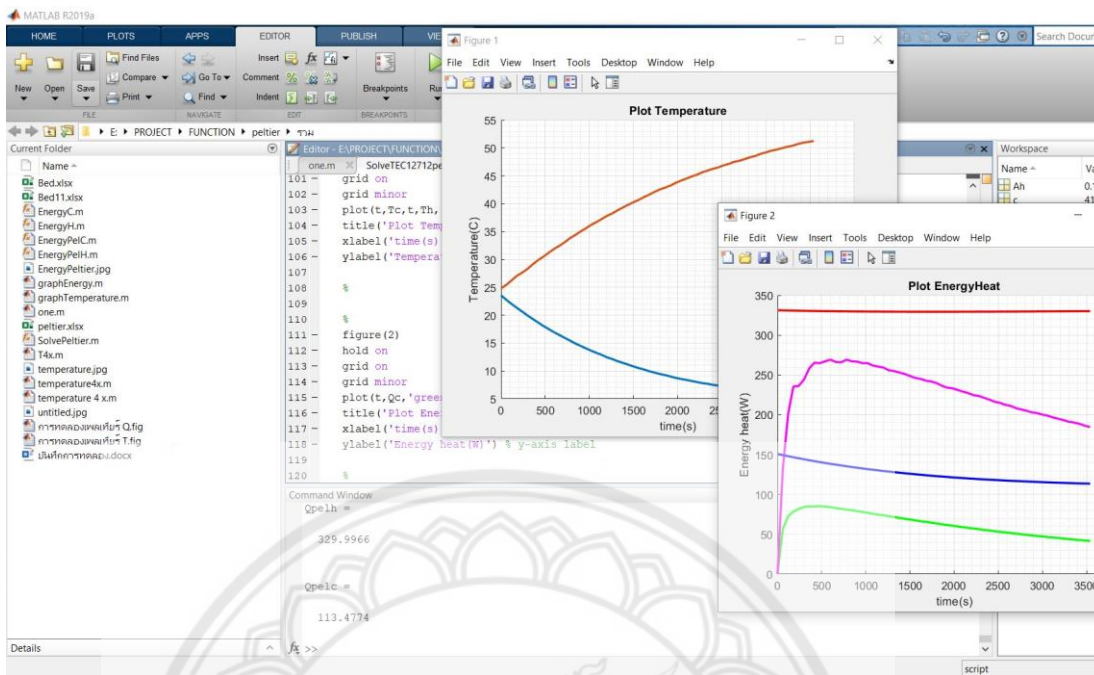 MATLAB R2019a
HOME PLOTS APPS EDITOR PUBLISH VIE
Search Docum
New Open Save
Find Files
Compare
Print
Go To
Find
Insert fx
Comment
Indent
Breakpoints
Run
FILE NAVIGATE EDIT BREAKPOINTS
E: PROJECT FUNCTION peltier รวม
Current Folder
Name
Bed.xlsx
Bed11.xlsx
EnergyC.m
EnergyH.m
EnergyPelC.m
EnergyPelH.m
EnergyPeltier.jpg
graphEnergy.m
graphTemperature.m
one.m
peltier.xlsx
SolvePeltier.m
T4x.m
temperature.jpg
temperature4x.m
temperature 4 x.m
untitled.jpg
การทดลองเพลเทียร์ Q.fig
การทดลองเพลเทียร์ T.fig
บันทึกการทดลอง.docx
Details
Editor - E:\PROJECT\FUNCTION\
one.m SolveTEC12712pe
101 - grid on
102 - grid minor
103 - plot(t,Tc,t,Th,
104 - title('Plot Temp
105 - xlabel('time(s)
106 - ylabel('Temperat
107
108 %
109
110 %
111 - figure(2)
112 - hold on
113 - grid on
114 - grid minor
115 - plot(t,Qc,'green
116 - title('Plot Ene
117 - xlabel('time(s)
118 - ylabel('Energy heat(W)') % y-axis label
119
120 %
Command Window
Qpelh =
329.9966
Qpelc =
113.4774
fx >>
Workspace
Name Va
Ah 0.1
c 41
Figure 1
File Edit View Insert Tools Desktop Window Help
Plot Temperature
Temperature(C)
55
50
45
40
35
30
25
20
15
10
5
0 500 1000 1500 2000 25
time(s)
Figure 2
File Edit View Insert Tools Desktop Window Help
Plot EnergyHeat
Energy heat(W)
350
300
250
200
150
100
50
0
0 500 1000 1500 2000 2500 3000 350
time(s)
script